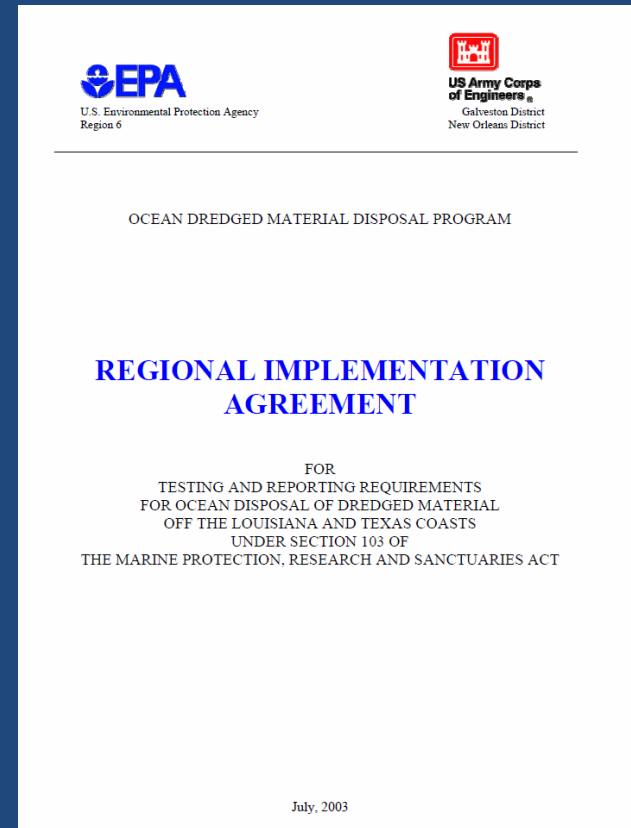 EPA
U.S. Environmental Protection Agency
Region 6
US Army Corps
of Engineers ®
Galveston District
New Orleans District
OCEAN DREDGED MATERIAL DISPOSAL PROGRAM
REGIONAL IMPLEMENTATION
AGREEMENT
FOR
TESTING AND REPORTING REQUIREMENTS
FOR OCEAN DISPOSAL OF DREDGED MATERIAL
OFF THE LOUISIANA AND TEXAS COASTS
UNDER SECTION 103 OF
THE MARINE PROTECTION, RESEARCH AND SANCTUARIES ACT
July, 2003